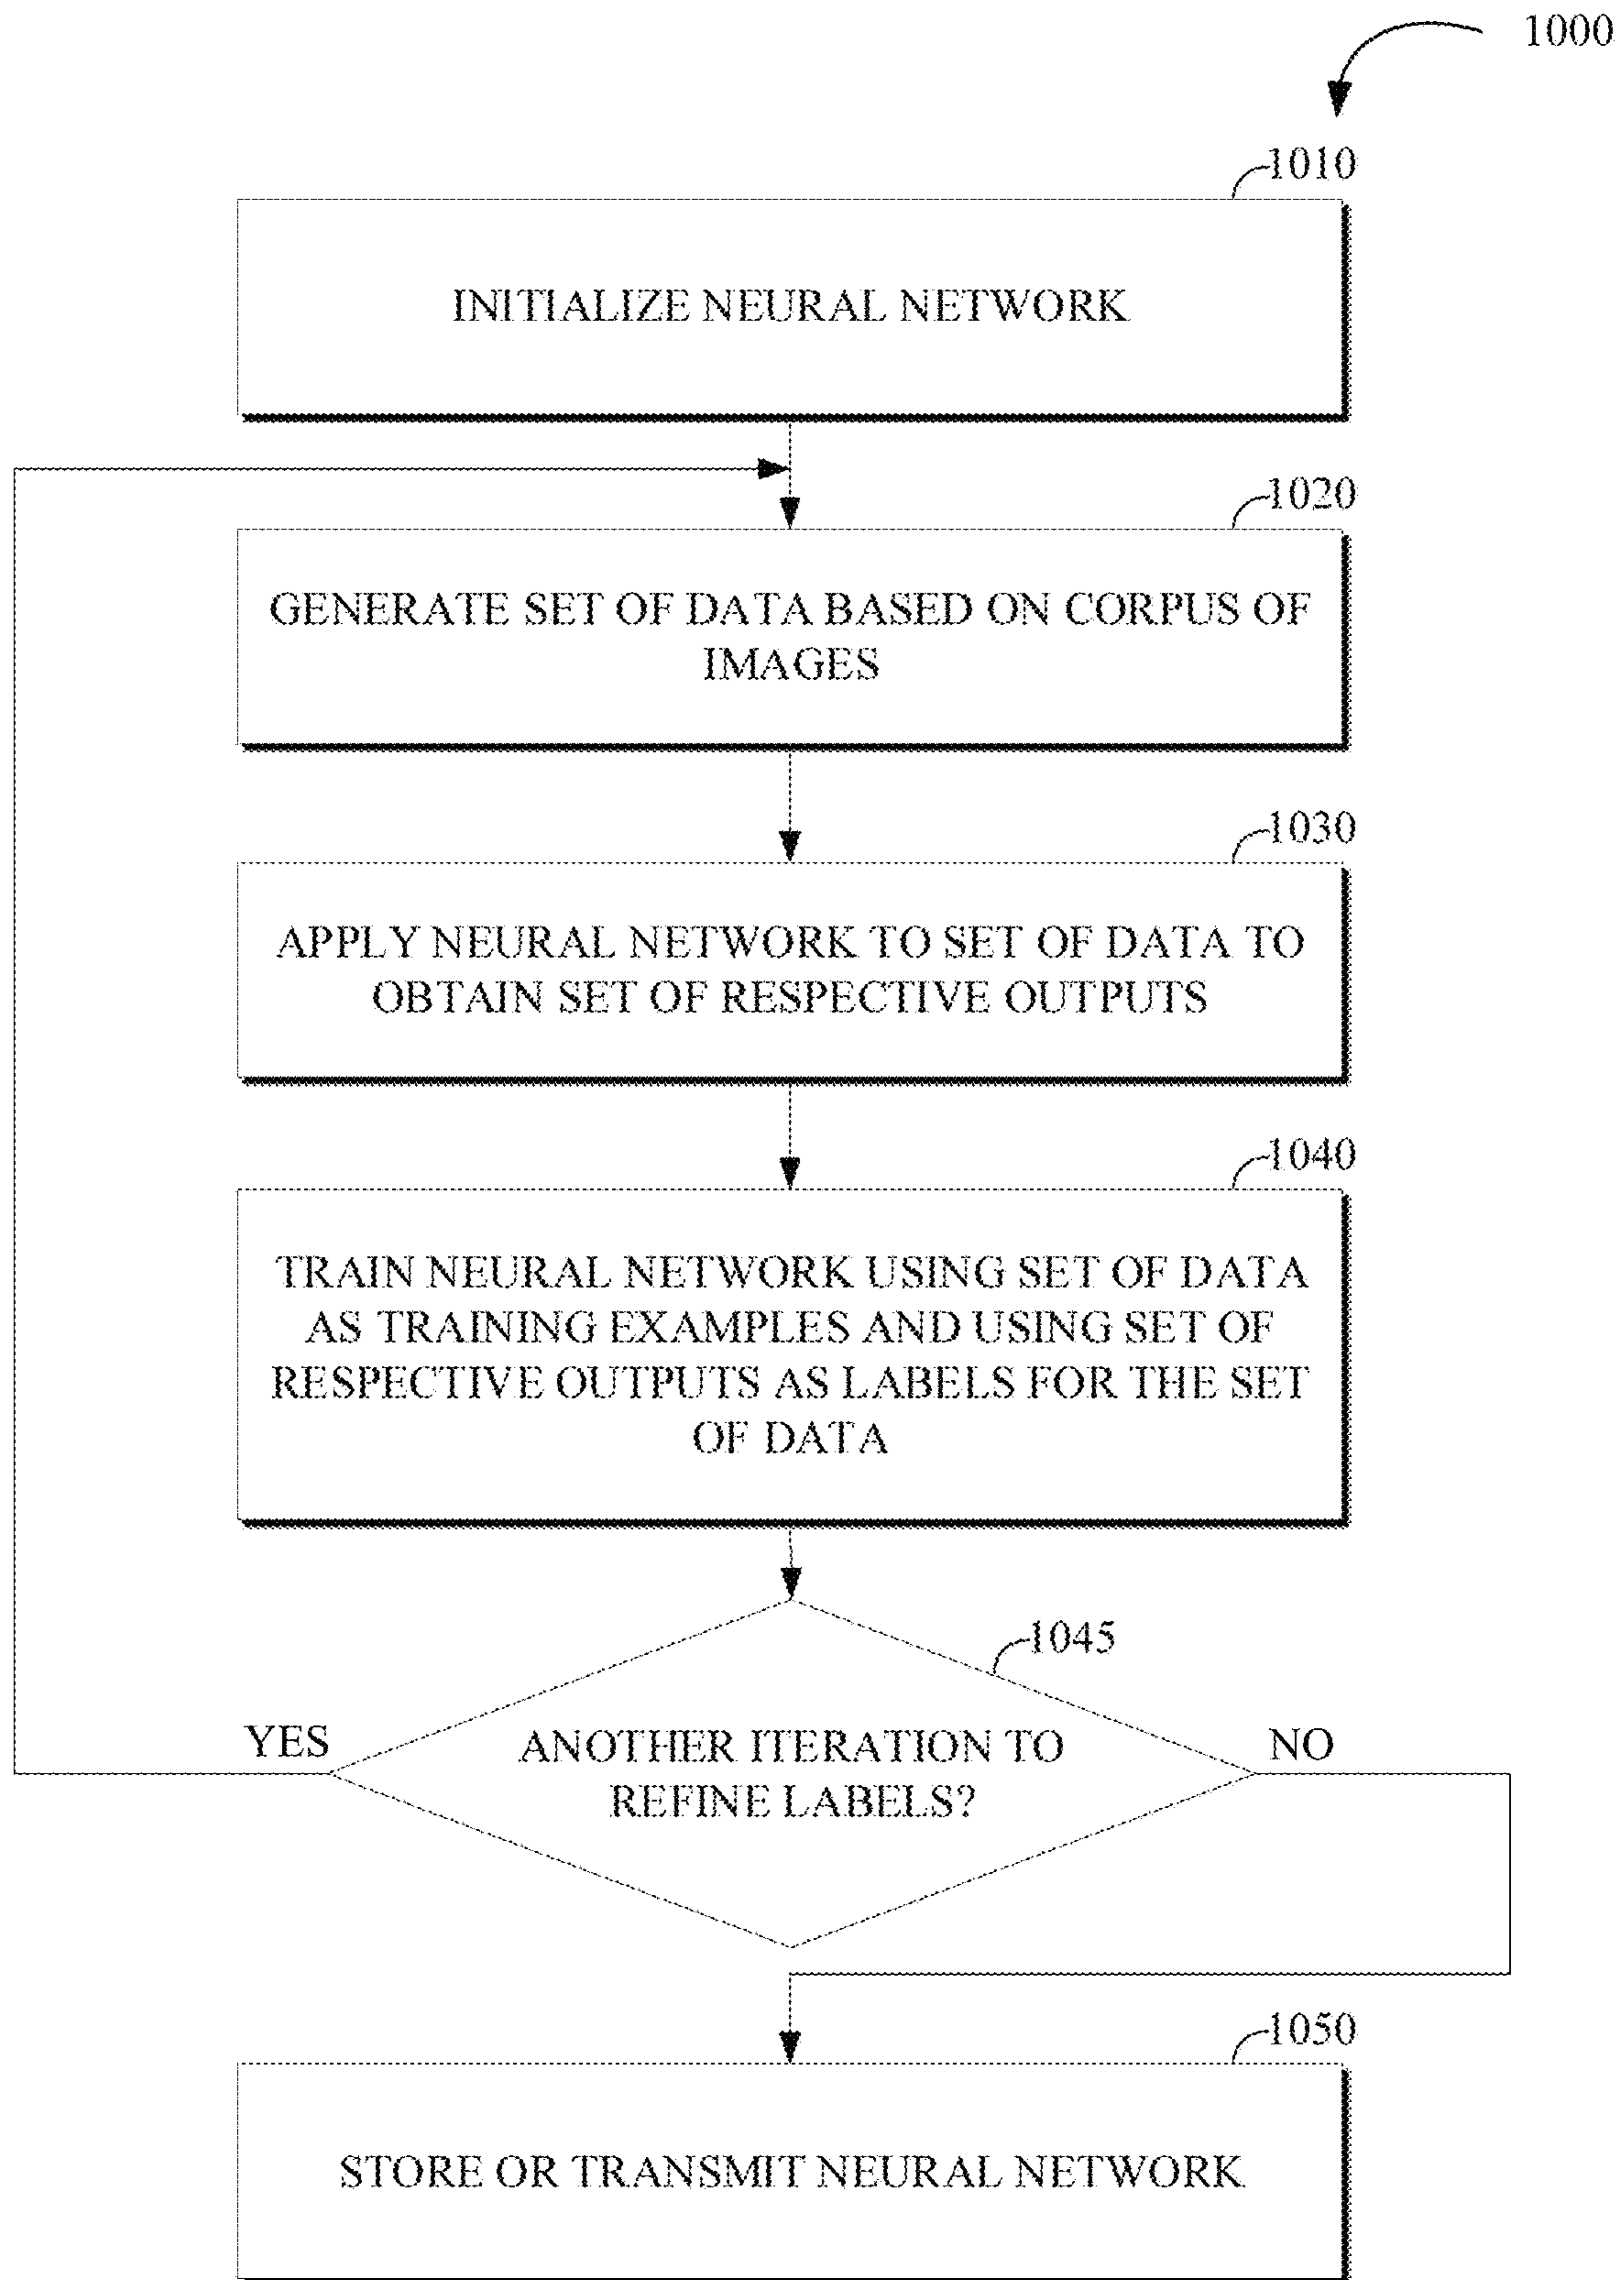 1000
1010
INITIALIZE NEURAL NETWORK
1020
GENERATE SET OF DATA BASED ON CORPUS OF
IMAGES
1030
APPLY NEURAL NETWORK TO SET OF DATA TO
OBTAIN SET OF RESPECTIVE OUTPUTS
1040
TRAIN NEURAL NETWORK USING SET OF DATA
AS TRAINING EXAMPLES AND USING SET OF
RESPECTIVE OUTPUTS AS LABELS FOR THE SET
OF DATA
1045
YES
ANOTHER ITERATION TO
REFINE LABELS?
NO
1050
STORE OR TRANSMIT NEURAL NETWORK